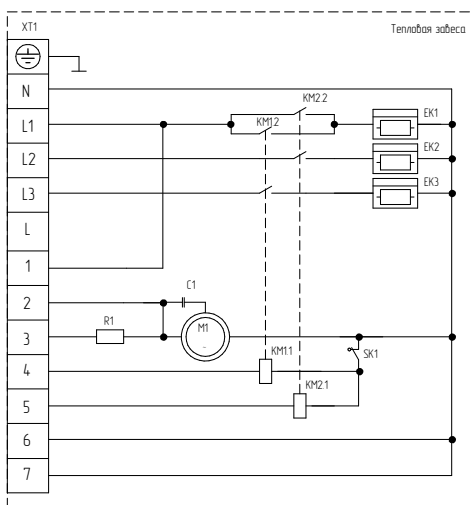 XT1
Тепловая завеса
N
KM2.2
L1
KM1.2
EK1
L2
EK2
L3
EK3
L
1
C1
2
R1
M1
3
KM1.1
SK1
4
KM2.1
5
6
7